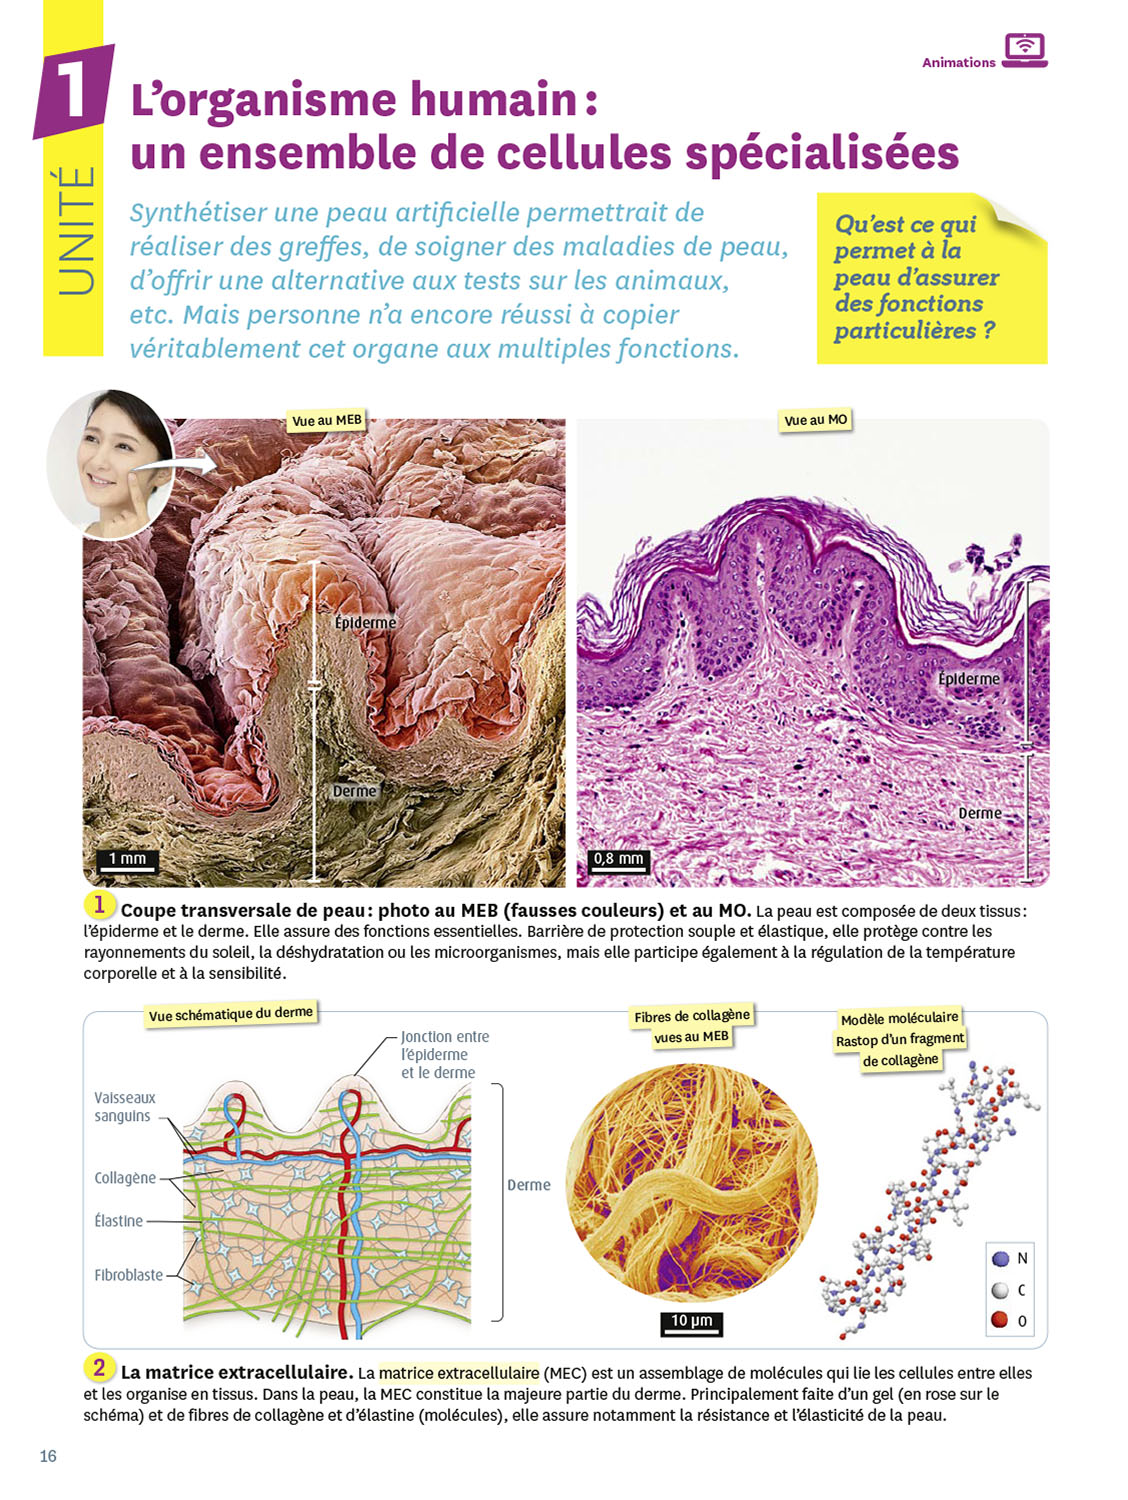 Animations
1
UNITÉ
L'organisme humain :
un ensemble de cellules spécialisées
Synthétiser une peau artificielle permettrait de
réaliser des greffes, de soigner des maladies de peau,
d'offrir une alternative aux tests sur les animaux,
etc. Mais personne n'a encore réussi à copier
véritablement cet organe aux multiples fonctions.
Qu'est ce qui
permet à la
peau d'assurer
des fonctions
particulières ?
Vue au MEB
Épiderme
Derme
1 mm
Vue au MO
Épiderme
Derme
0,8 mm
1 Coupe transversale de peau : photo au MEB (fausses couleurs) et au MO. La peau est composée de deux tissus :
l'épiderme et le derme. Elle assure des fonctions essentielles. Barrière de protection souple et élastique, elle protège contre les
rayonnements du soleil, la déshydratation ou les microorganismes, mais elle participe également à la régulation de la température
corporelle et à la sensibilité.
Vue schématique du derme
Jonction entre
l'épiderme
et le derme
Vaisseaux
sanguins
Collagène
Élastine
Fibroblaste
Derme
Fibres de collagène
vues au MEB
10 µm
Modèle moléculaire
Rastop d'un fragment
de collagène
N
C
O
2 La matrice extracellulaire. La matrice extracellulaire (MEC) est un assemblage de molécules qui lie les cellules entre elles
et les organise en tissus. Dans la peau, la MEC constitue la majeure partie du derme. Principalement faite d'un gel (en rose sur le
schéma) et de fibres de collagène et d'élastine (molécules), elle assure notamment la résistance et l'élasticité de la peau.
16